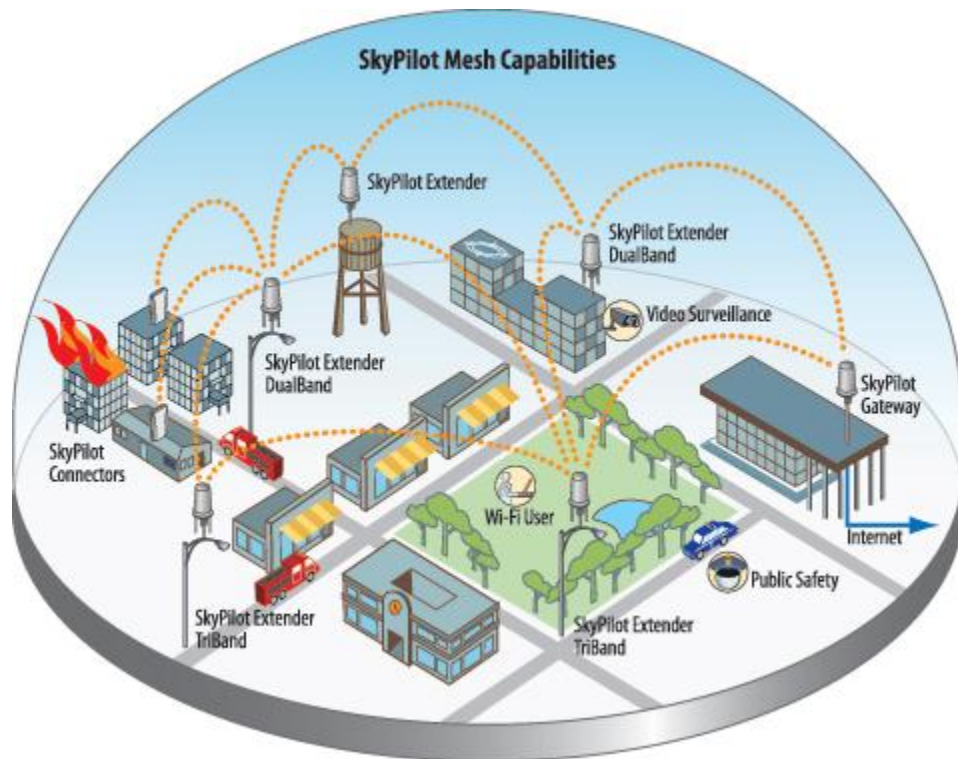 SkyPilot Mesh Capabilities
SkyPilot Extender
SkyPilot Extender
DualBand
Video Surveillance
SkyPilot Extender
DualBand
SkyPilot
Gateway
SkyPilot
Connectors
Wi-Fi User
Internet
Public Safety
SkyPilot Extender
TriBand
SkyPilot Extender
TriBand